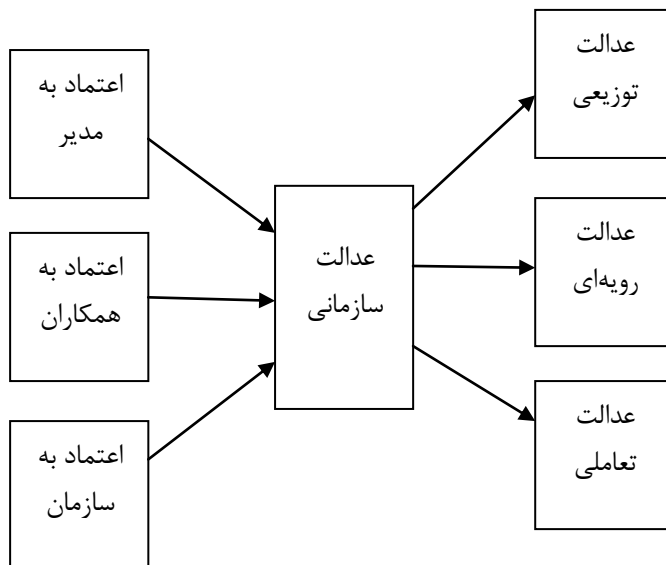 عدالت
توزیعی
اعتماد به
مدیر
عدالت
رویه‌ای
اعتماد به
همکاران
عدالت
سازمانی
عدالت
تعاملی
اعتماد به
سازمان